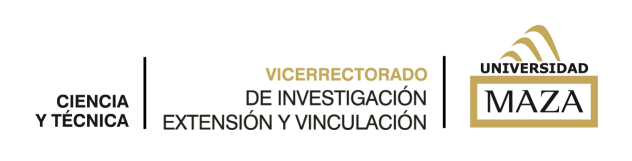 CIENCIA
Y TÉCNICA
VICERRECTORADO
DE INVESTIGACIÓN
EXTENSIÓN Y VINCULACIÓN
UNIVERSIDAD
MAZA